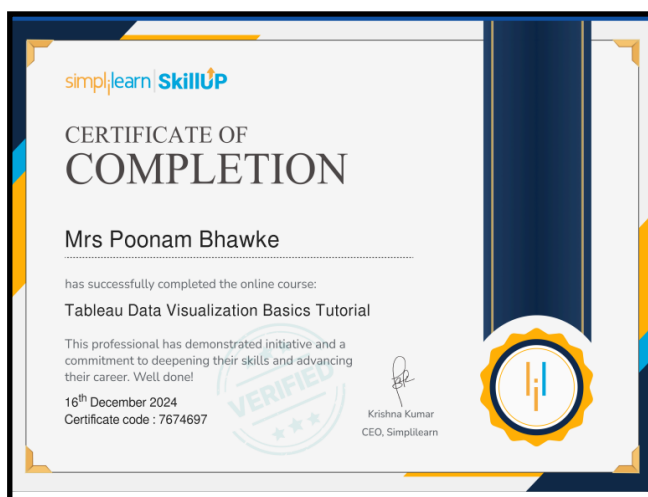 simplilearn | SkillUP
CERTIFICATE OF
COMPLETION
Mrs Poonam Bhawke
has successfully completed the online course:
Tableau Data Visualization Basics Tutorial
This professional has demonstrated initiative and a
commitment to deepening their skills and advancing
their career. Well done!
16th December 2024
Certificate code : 7674697
VERIFIED
Krishna Kumar
CEO, Simplilearn